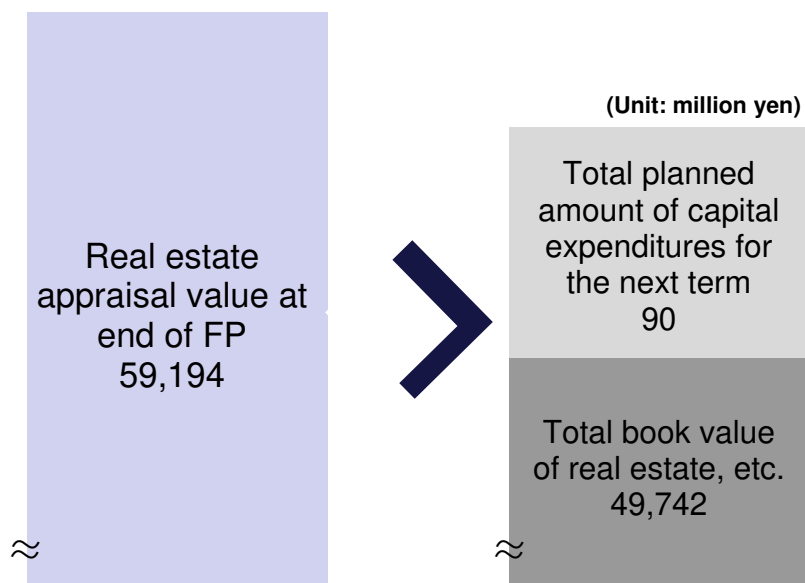 (Unit: million yen)
Real estate
appraisal value at
end of FP
59,194
Total planned
amount of capital
expenditures for
the next term
90
Total book value
of real estate, etc.
49,742
≈
≈